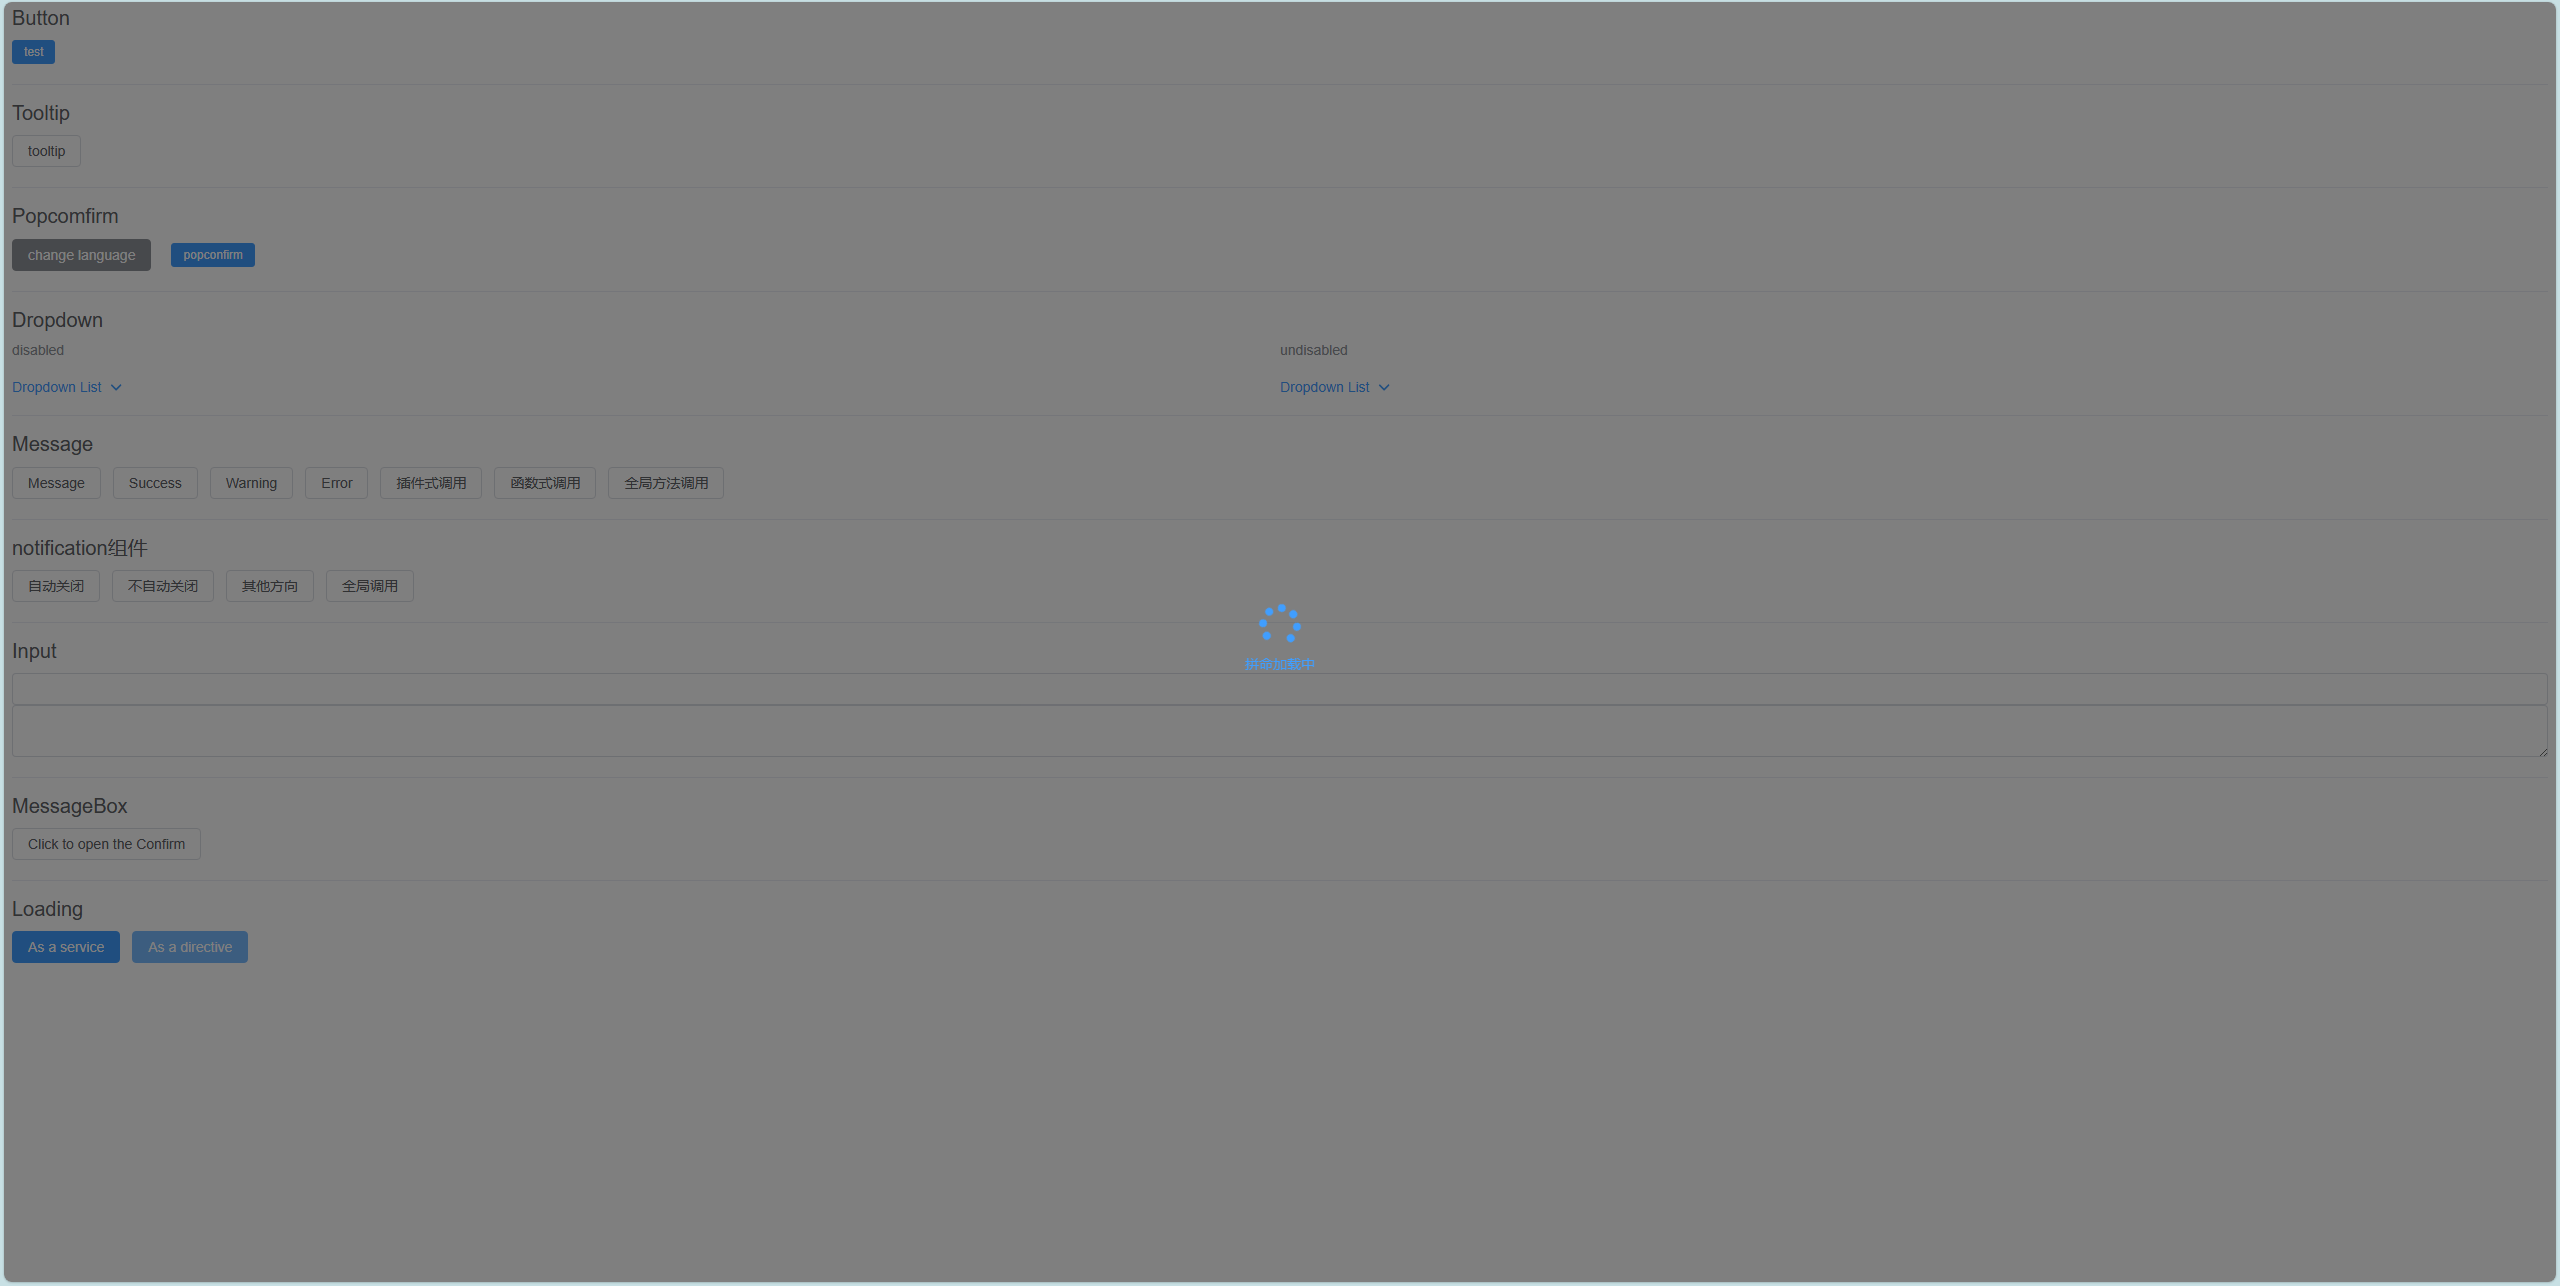 Button
test
Tooltip
tooltip
Popcomfirm
change language popconfirm
Dropdown
disabled undisabled
Dropdown List Dropdown List
Message
Message Success Warning Error 插件式调用 函数式调用 全局方法调用
notification组件
自动关闭 不自动关闭 其他方向 全局调用
Input
拼命加载中
MessageBox
Click to open the Confirm
Loading
As a service As a directive